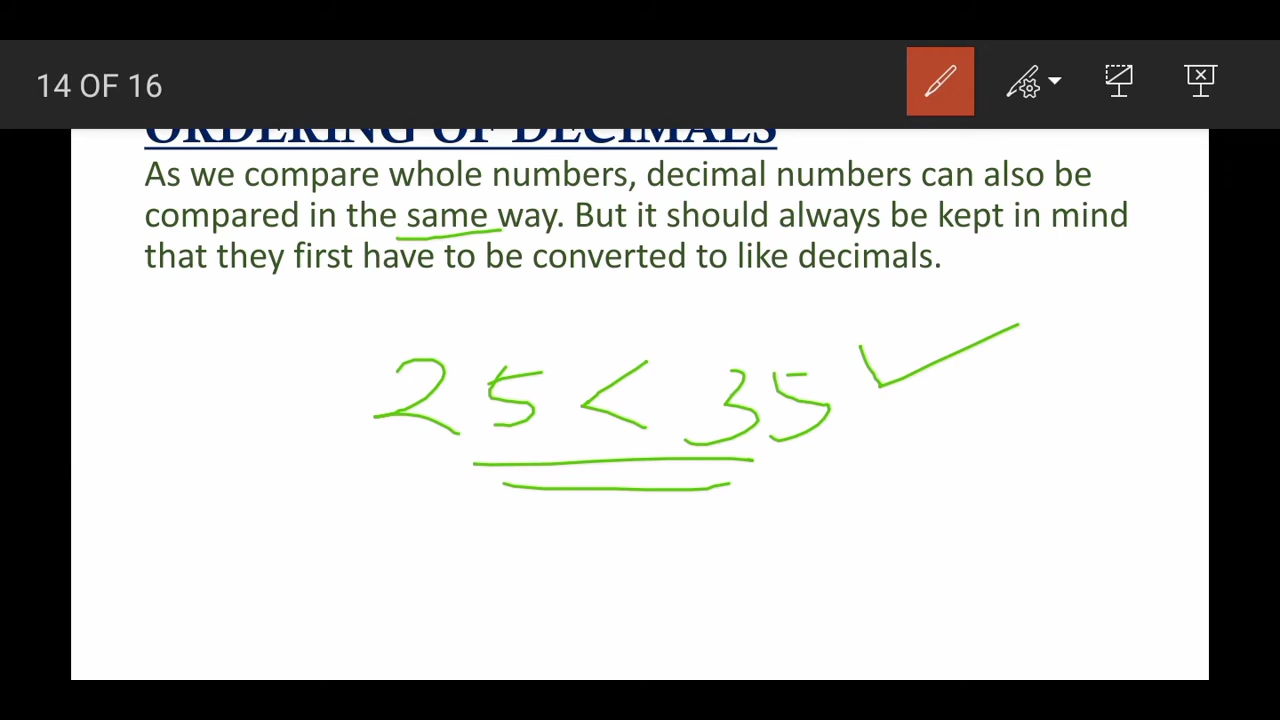 14 OF 16
ORDERING OF DECIMALS
As we compare whole numbers, decimal numbers can also be
compared in the same way. But it should always be kept in mind
that they first have to be converted to like decimals.
25 < 35